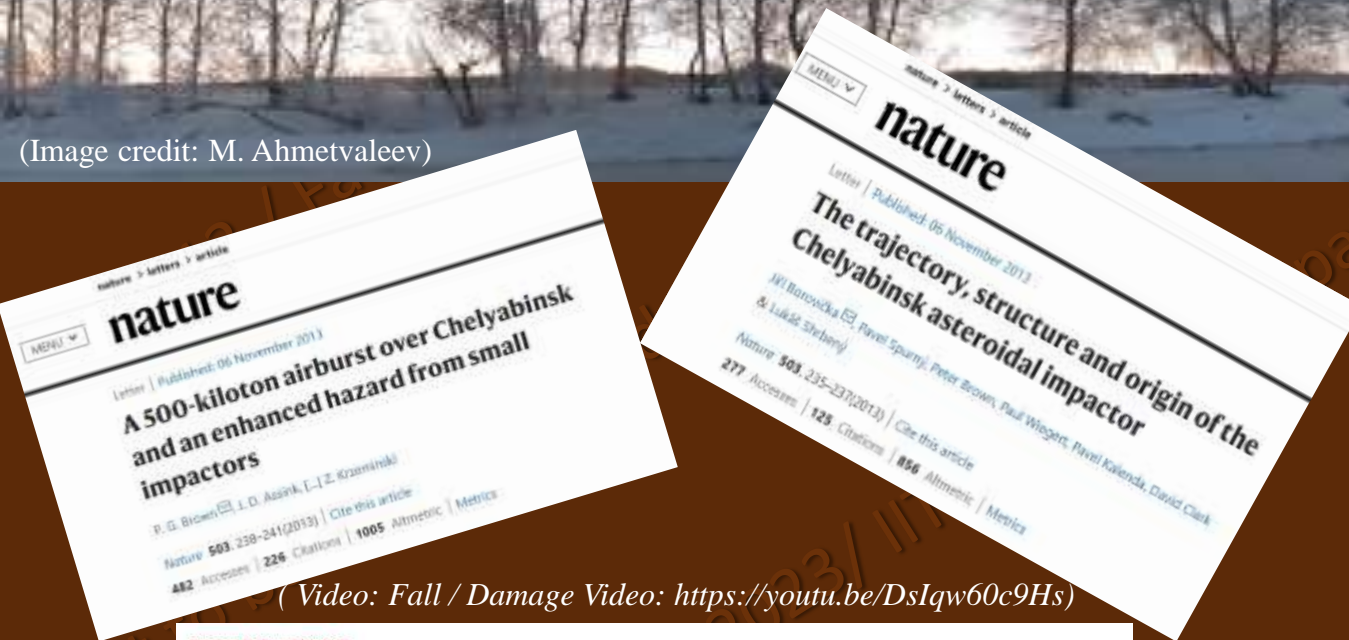 (Image credit: M. Ahmetvaleev)
nature > letters > article
MENU
nature
Letter | Published: 06 November 2013
A 500-kiloton airburst over Chelyabinsk
and an enhanced hazard from small
impactors
P. G. Brown, J. D. Assink, [...] Z. Krzeminski
Nature 503, 238–241(2013) | Cite this article
482 Accesses | 226 Citations | 1005 Altmetric | Metrics
nature > letters > article
MENU
nature
Letter | Published: 06 November 2013
The trajectory, structure and origin of the
Chelyabinsk asteroidal impactor
Jiří Borovička, Pavel Spurný, Peter Brown, Paul Wiegert, Pavel Kalenda, David Clark
& Lukáš Shrbený
Nature 503, 235–237(2013) | Cite this article
277 Accesses | 125 Citations | 856 Altmetric | Metrics
( Video: Fall / Damage Video: https://youtu.be/DsIqw60c9Hs)
2023/